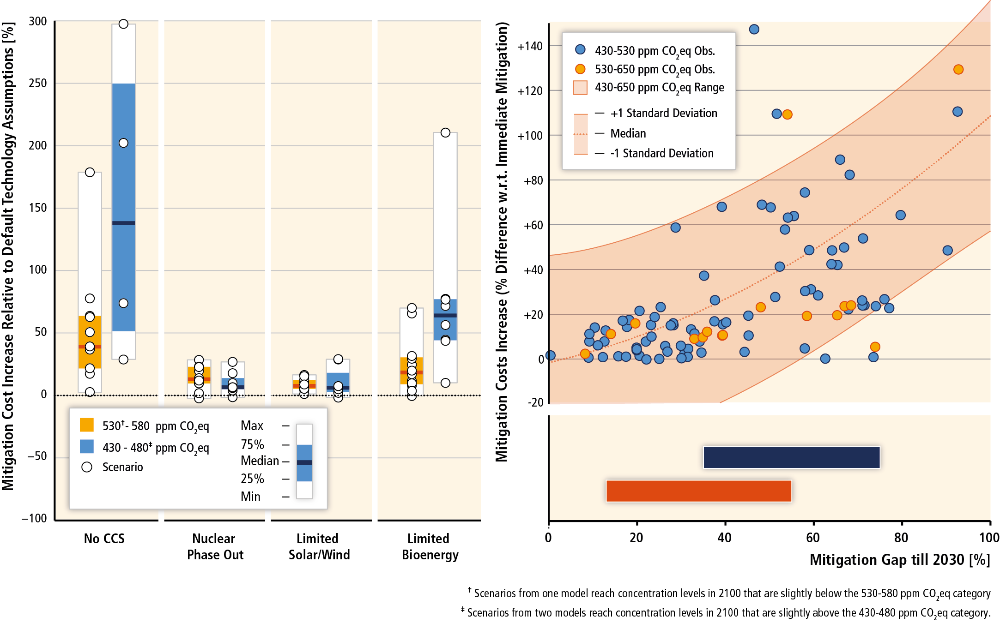 Mitigation Cost Increase Relative to Default Technology Assumptions [%]
300
250
200
150
100
50
0
–50
–100
530†- 580 ppm CO2eq
430 - 480‡ ppm CO2eq
Scenario
Max
75%
Median
25%
Min
No CCS
Nuclear
Phase Out
Limited
Solar/Wind
Limited
Bioenergy
Mitigation Costs Increase (% Difference w.r.t. Immediate Mitigation)
+140
+120
+100
+80
+60
+40
+20
0
-20
430-530 ppm CO2eq Obs.
530-650 ppm CO2eq Obs.
430-650 ppm CO2eq Range
+1 Standard Deviation
Median
-1 Standard Deviation
0
20
40
60
80
100
Mitigation Gap till 2030 [%]
† Scenarios from one model reach concentration levels in 2100 that are slightly below the 530-580 ppm CO2eq category
‡ Scenarios from two models reach concentration levels in 2100 that are slightly above the 430-480 ppm CO2eq category.